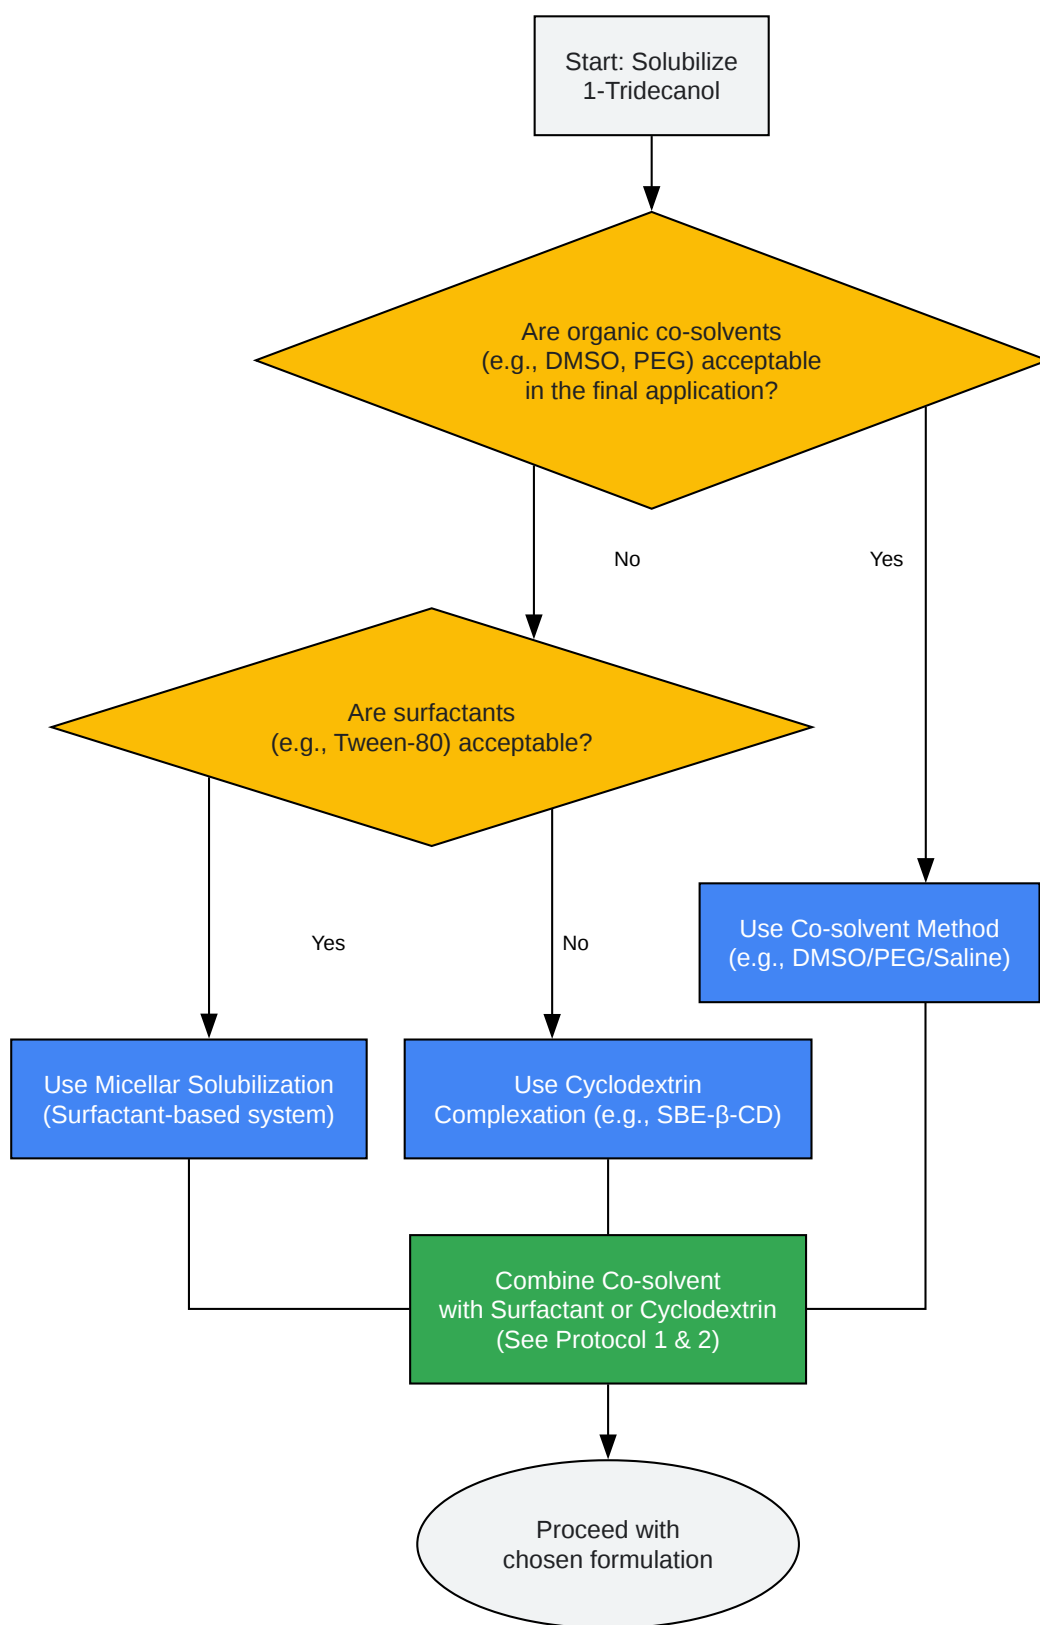 Start: Solubilize
1-Tridecanol
Are organic co-solvents
(e.g., DMSO, PEG) acceptable
in the final application?
No
Yes
Are surfactants
(e.g., Tween-80) acceptable?
Use Co-solvent Method
(e.g., DMSO/PEG/Saline)
Yes
No
Use Micellar Solubilization
(Surfactant-based system)
Use Cyclodextrin
Complexation (e.g., SBE-β-CD)
Combine Co-solvent
with Surfactant or Cyclodextrin
(See Protocol 1 & 2)
Proceed with
chosen formulation